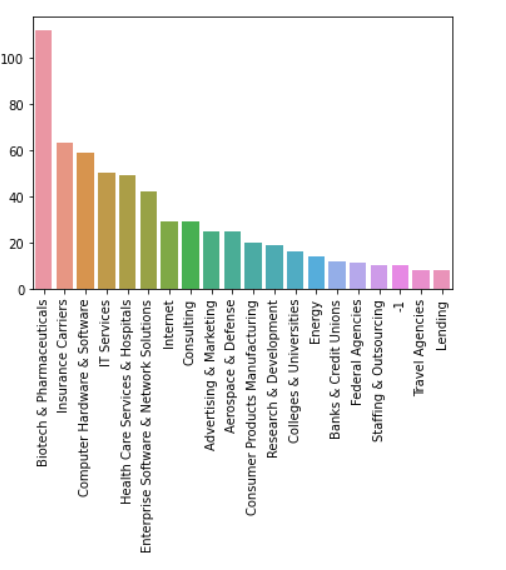 100
80
60
40
20
0
Biotech & Pharmaceuticals
Insurance Carriers
Computer Hardware & Software
IT Services
Health Care Services & Hospitals
Enterprise Software & Network Solutions
Internet
Consulting
Advertising & Marketing
Aerospace & Defense
Consumer Products Manufacturing
Research & Development
Colleges & Universities
Energy
Banks & Credit Unions
Federal Agencies
Staffing & Outsourcing
-1
Travel Agencies
Lending